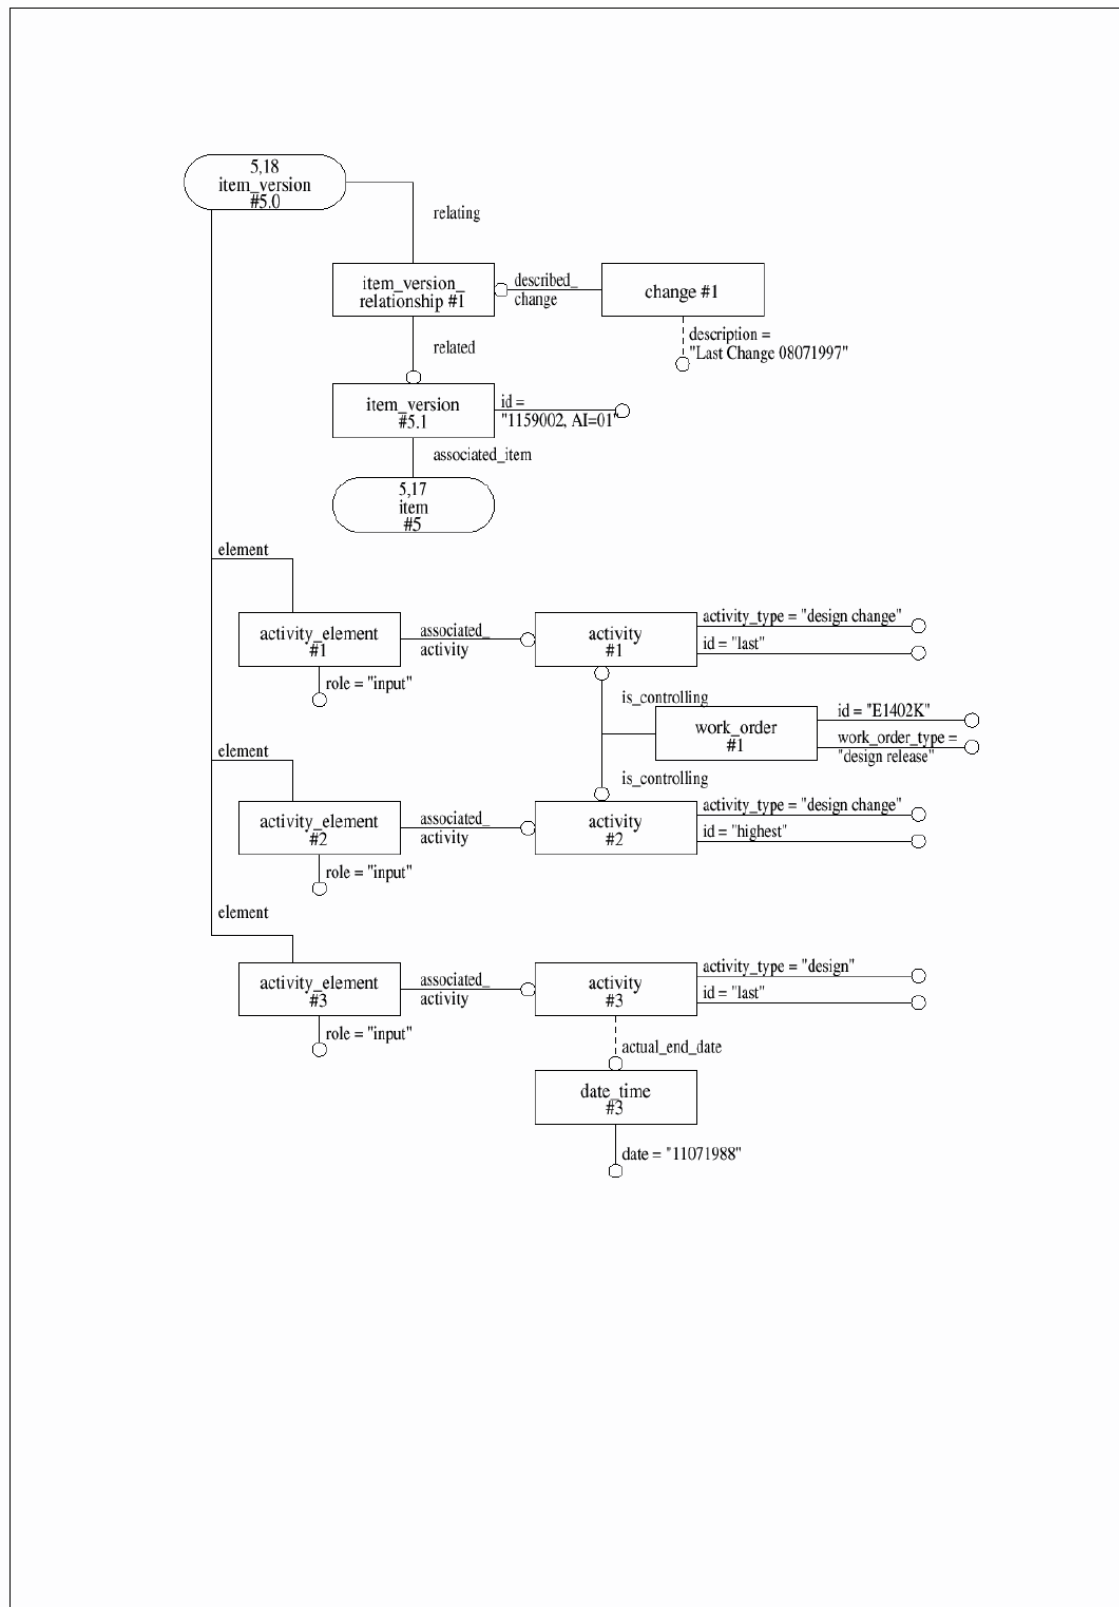 5,18
item_version
#5.0
relating
item_version_
relationship #1
described_
change
change #1
description =
"Last Change 08071997"
related
item_version
#5.1
id =
"1159002, AI=01"
associated_item
5,17
item
#5
element
activity_element
#1
associated_
activity
activity
#1
activity_type = "design change"
id = "last"
role = "input"
is_controlling
work_order
#1
id = "E1402K"
work_order_type =
"design release"
element
is_controlling
activity_element
#2
associated_
activity
activity
#2
activity_type = "design change"
id = "highest"
role = "input"
element
activity_element
#3
associated_
activity
activity
#3
activity_type = "design"
id = "last"
role = "input"
actual_end_date
date_time
#3
date = "11071988"